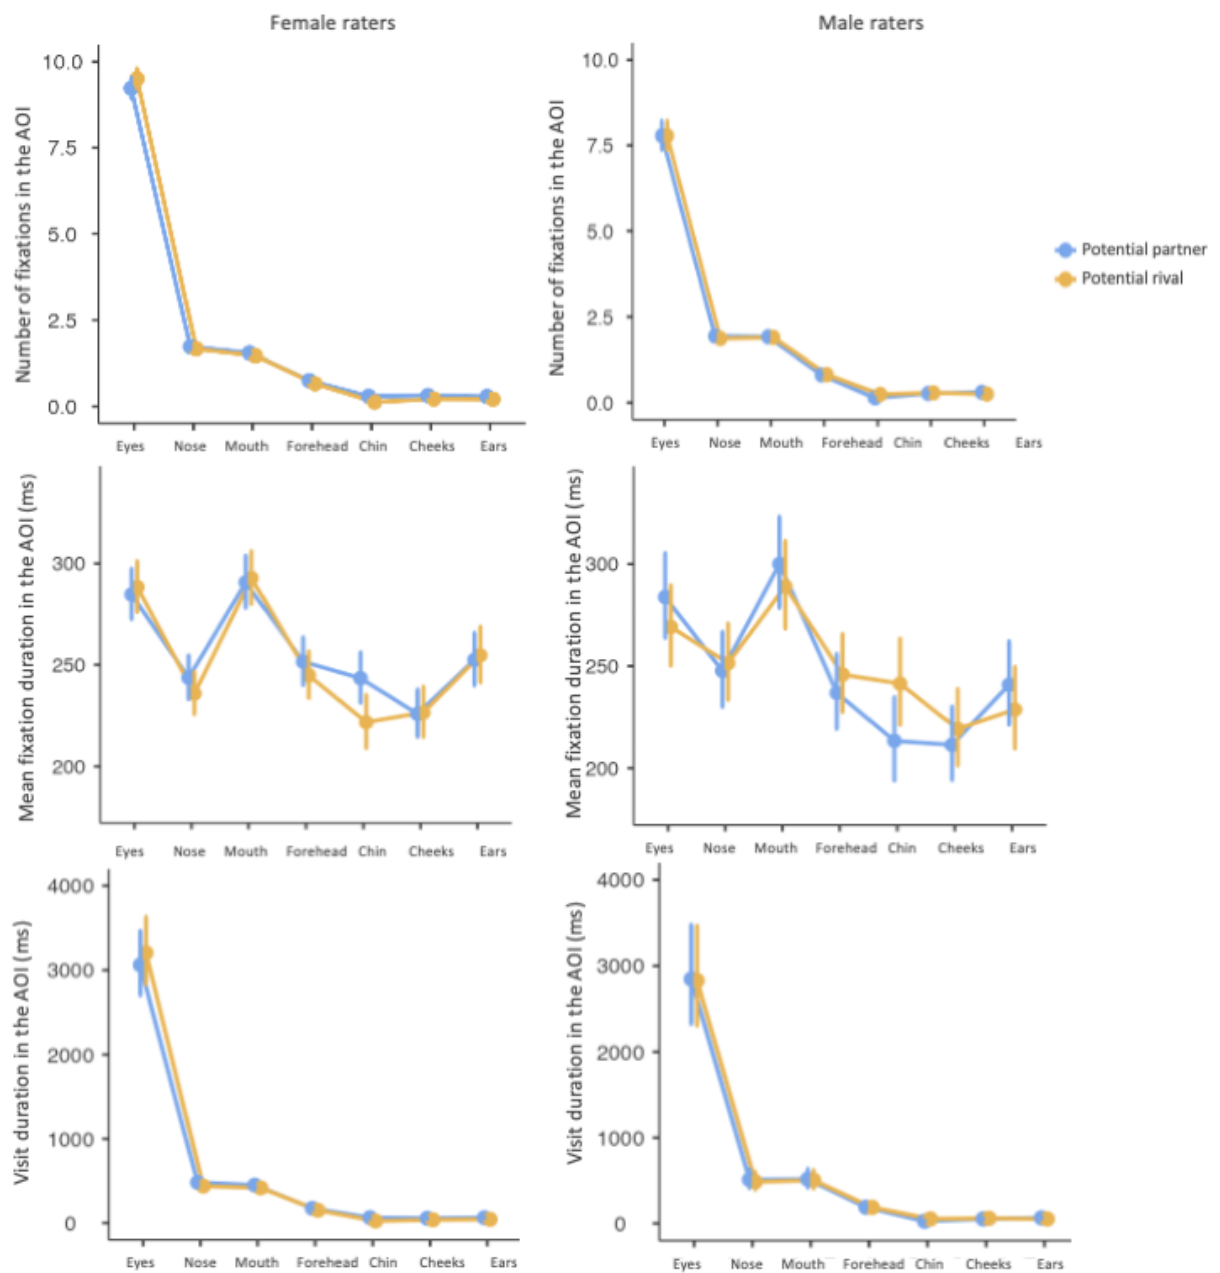 Female raters
Male raters
Number of fixations in the AOI
10.0
7.5
5.0
2.5
0.0
Eyes Nose Mouth Forehead Chin Cheeks Ears
Number of fixations in the AOI
10.0
7.5
5.0
2.5
0.0
Eyes Nose Mouth Forehead Chin Cheeks Ears
Potential partner
Potential rival
Mean fixation duration in the AOI (ms)
300
250
200
Eyes Nose Mouth Forehead Chin Cheeks Ears
Mean fixation duration in the AOI (ms)
300
250
200
Eyes Nose Mouth Forehead Chin Cheeks Ears
Visit duration in the AOI (ms)
4000
3000
2000
1000
0
Eyes Nose Mouth Forehead Chin Cheeks Ears
Visit duration in the AOI (ms)
4000
3000
2000
1000
0
Eyes Nose Mouth Forehead Chin Cheeks Ears